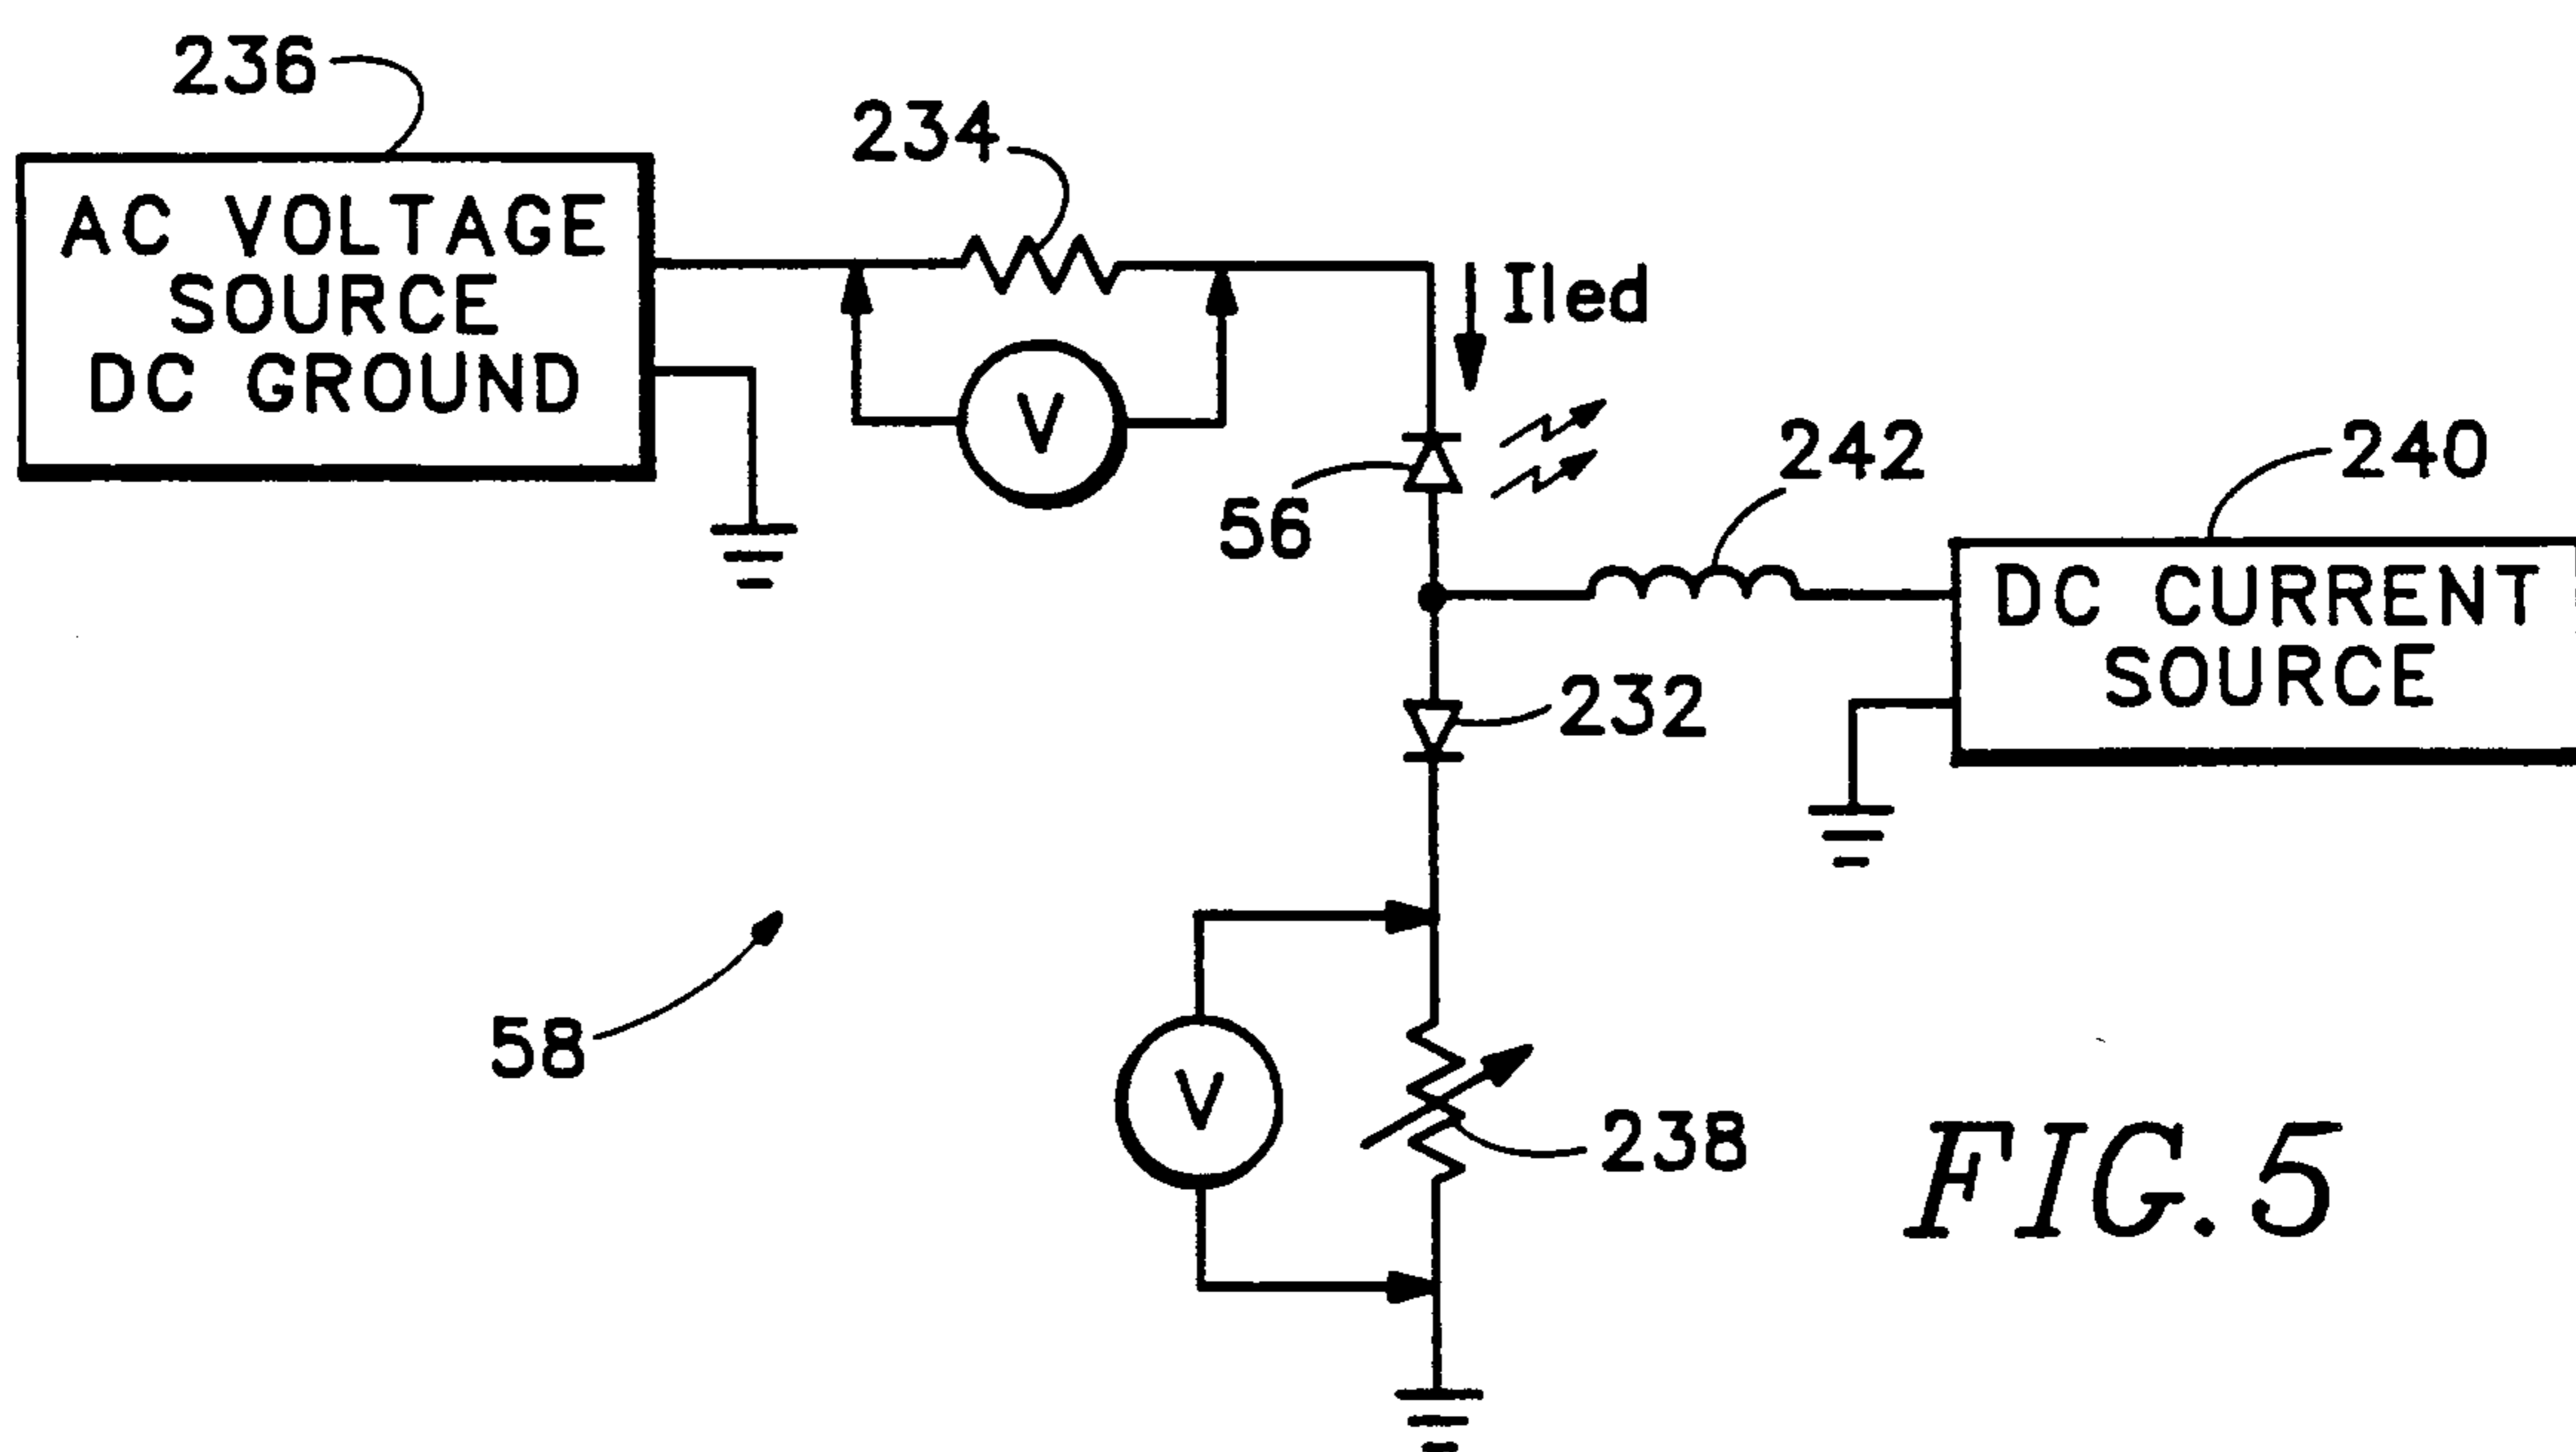 236
234
AC VOLTAGE
SOURCE
DC GROUND
Iled
V
56
242
240
DC CURRENT
SOURCE
232
58
V
238
FIG. 5